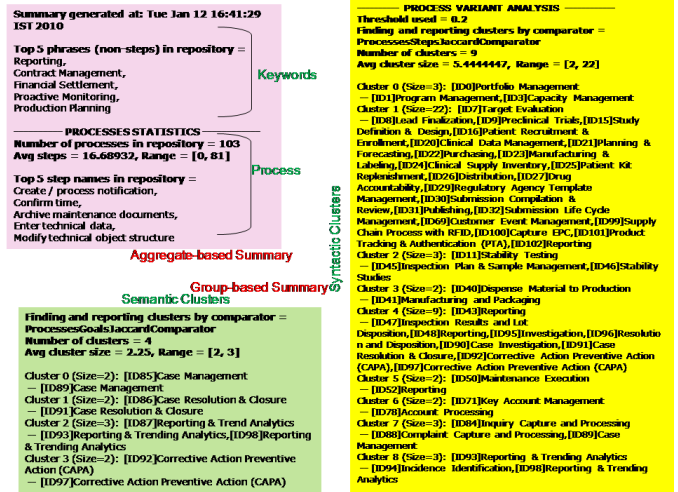 Summary generated at: Tue Jan 12 16:41:29
IST 2010
Top 5 phrases (non-steps) in repository =
Reporting,
Contract Management,
Financial Settlement,
Proactive Monitoring,
Production Planning
Keywords
PROCESSES STATISTICS
Number of processes in repository = 103
Avg steps = 16.68932, Range = [0, 81]
Process
Top 5 step names in repository =
Create / process notification,
Confirm time,
Archive maintenance documents,
Enter technical data,
Modify technical object structure
Aggregate-based Summary
Group-based Summary
Semantic Clusters
Finding and reporting clusters by comparator =
ProcessesGoalsJaccardComparator
Number of clusters = 4
Avg cluster size = 2.25, Range = [2, 3]
Cluster 0 (Size=2): [ID85]Case Management
— [ID89]Case Management
Cluster 1 (Size=2): [ID86]Case Resolution & Closure
— [ID91]Case Resolution & Closure
Cluster 2 (Size=3): [ID87]Reporting & Trend Analytics
— [ID93]Reporting & Trending Analytics,[ID98]Reporting
& Trending Analytics
Cluster 3 (Size=2): [ID92]Corrective Action Preventive
Action (CAPA)
— [ID97]Corrective Action Preventive Action (CAPA)
Syntactic Clusters
PROCESS VARIANT ANALYSIS
Threshold used = 0.2
Finding and reporting clusters by comparator =
ProcessesStepsJaccardComparator
Number of clusters = 9
Avg cluster size = 5.4444447, Range = [2, 22]
Cluster 0 (Size=3): [ID0]Portfolio Management
— [ID1]Program Management,[ID3]Capacity Management
Cluster 1 (Size=22): [ID7]Target Evaluation
— [ID8]Lead Finalization,[ID9]Preclinical Trials,[ID15]Study
Definition & Design,[ID16]Patient Recruitment &
Enrollment,[ID20]Clinical Data Management,[ID21]Planning &
Forecasting,[ID22]Purchasing,[ID23]Manufacturing &
Labeling,[ID24]Clinical Supply Inventory,[ID25]Patient Kit
Replenishment,[ID26]Distribution,[ID27]Drug
Accountability,[ID29]Regulatory Agency Template
Management,[ID30]Submission Compilation &
Review,[ID31]Publishing,[ID32]Submission Life Cycle
Management,[ID69]Customer Event Management,[ID99]Supply
Chain Process with RFID,[ID100]Capture EPC,[ID101]Product
Tracking & Authentication (PTA),[ID102]Reporting
Cluster 2 (Size=3): [ID11]Stability Testing
— [ID45]Inspection Plan & Sample Management,[ID46]Stability
Studies
Cluster 3 (Size=2): [ID40]Dispense Material to Production
— [ID41]Manufacturing and Packaging
Cluster 4 (Size=9): [ID43]Reporting
— [ID47]Inspection Results and Lot
Disposition,[ID48]Reporting,[ID95]Investigation,[ID96]Resolutio
n and Disposition,[ID90]Case Investigation,[ID91]Case
Resolution & Closure,[ID92]Corrective Action Preventive Action
(CAPA),[ID97]Corrective Action Preventive Action (CAPA)
Cluster 5 (Size=2): [ID50]Maintenance Execution
— [ID52]Reporting
Cluster 6 (Size=2): [ID71]Key Account Management
— [ID78]Account Processing
Cluster 7 (Size=3): [ID84]Inquiry Capture and Processing
— [ID88]Complaint Capture and Processing,[ID89]Case
Management
Cluster 8 (Size=3): [ID93]Reporting & Trending Analytics
— [ID94]Incidence Identification,[ID98]Reporting & Trending
Analytics